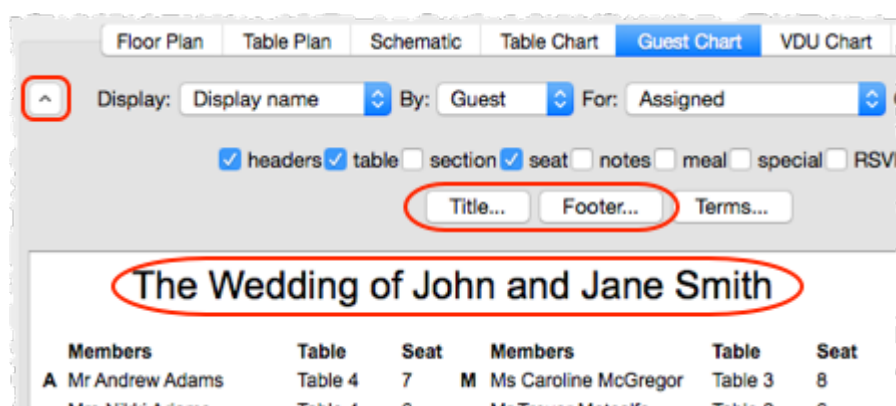 Floor Plan Table Plan Schematic Table Chart Guest Chart VDU Chart
Display: Display name By: Guest For: Assigned
headers table section seat notes meal special RSV
Title... Footer... Terms...
The Wedding of John and Jane Smith
Members Table Seat Members Table Seat
A Mr Andrew Adams Table 4 7 M Ms Caroline McGregor Table 3 8